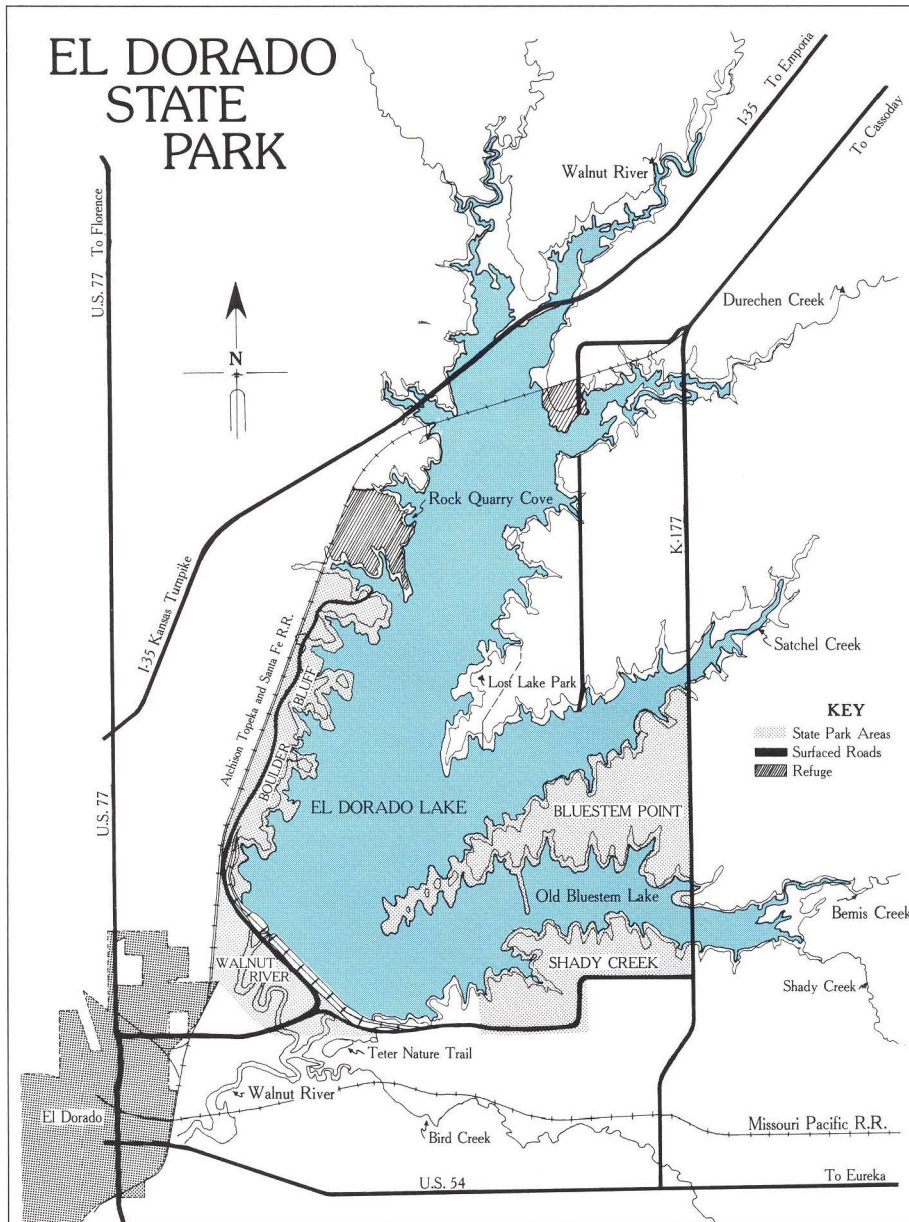 EL DORADO
STATE
PARK
To Emporia
I-35
To Cassoday
Walnut River
U.S. 77 To Florence
Durechen Creek
N
Rock Quarry Cove
K-177
I-35 Kansas Turnpike
Atchison Topeka and Santa Fe R.R.
Satchel Creek
Lost Lake Park
BLUFF
BOULDER
KEY
State Park Areas
Surfaced Roads
Refuge
EL DORADO LAKE
BLUESTEM POINT
U.S. 77
Old Bluestem Lake
Bemis Creek
WALNUT
RIVER
SHADY CREEK
Shady Creek
Teter Nature Trail
Walnut River
El Dorado
Bird Creek
Missouri Pacific R.R.
U.S. 54
To Eureka